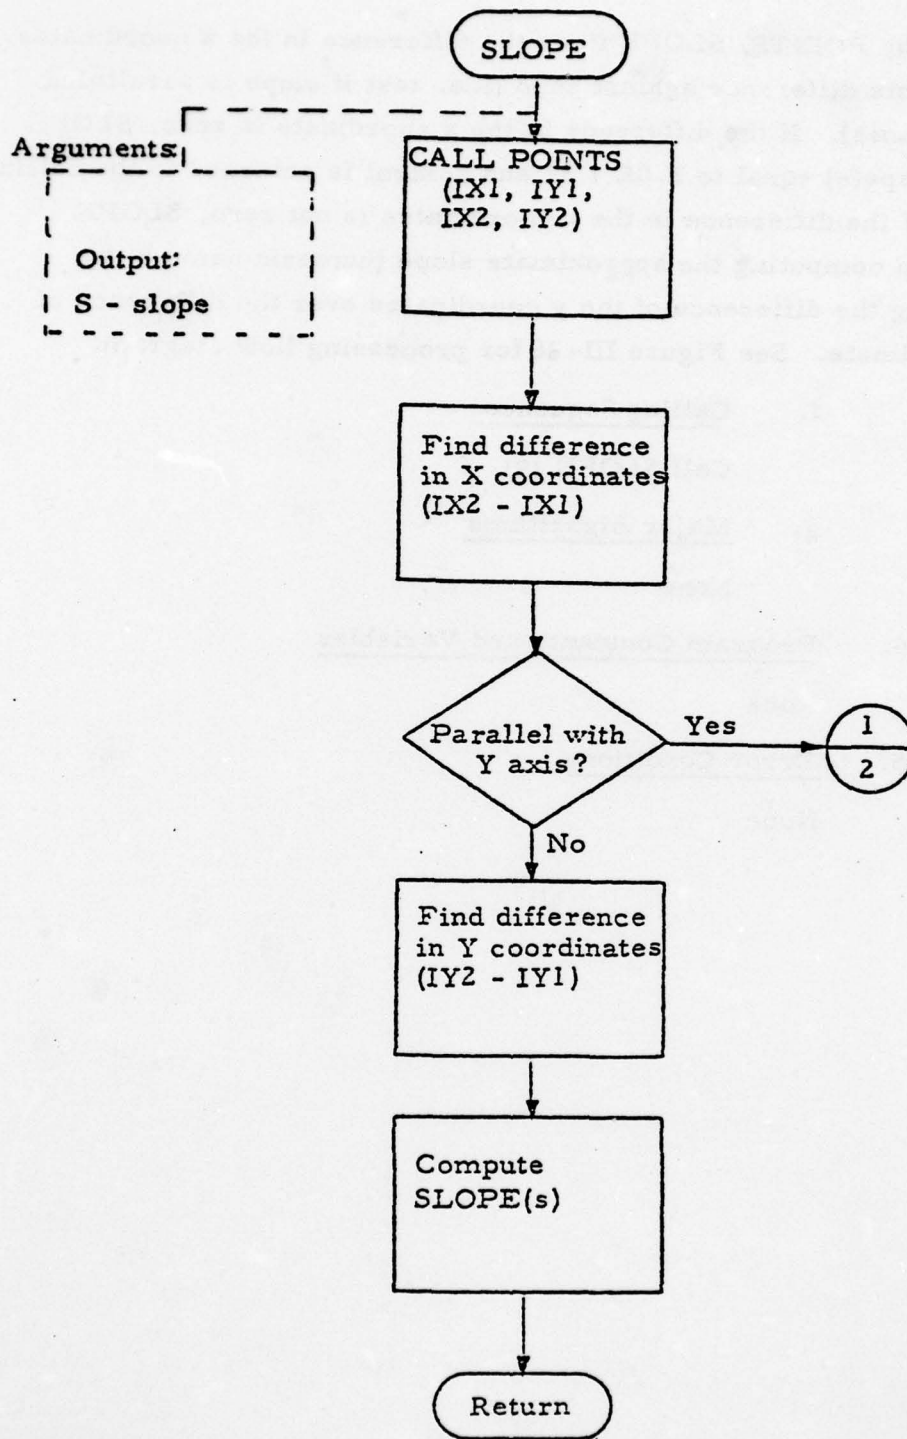 SLOPE
Arguments:
Output:
S - slope
CALL POINTS
(IX1, IY1,
IX2, IY2)
Find difference
in X coordinates
(IX2 - IX1)
Parallel with
Y axis?
Yes
1
2
No
Find difference
in Y coordinates
(IY2 - IY1)
Compute
SLOPE(s)
Return